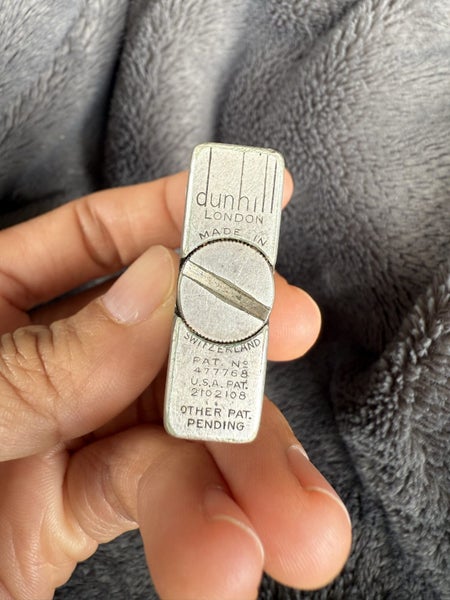 dunhill
LONDON
MADE IN
SWITZERLAND
PAT. Nº
477768
U.S.A. PAT.
2102108
OTHER PAT.
PENDING